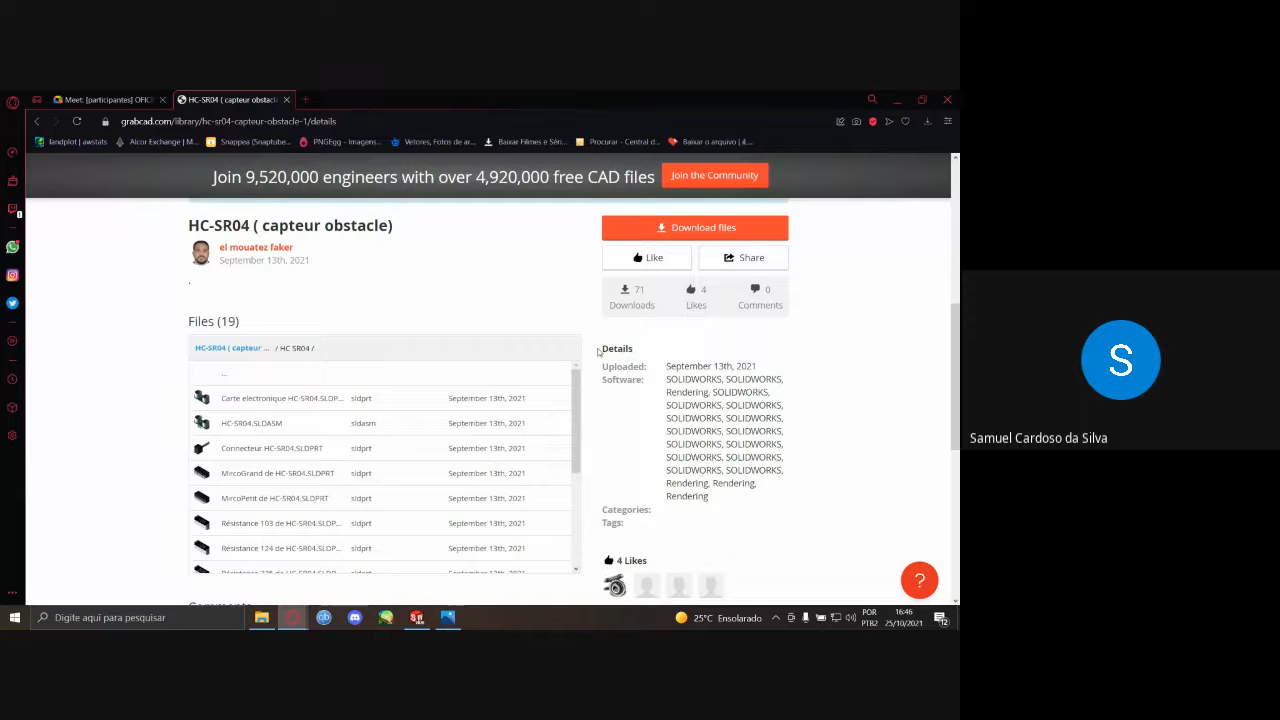 Meet: [participantes] OFICI
HC-SR04 ( capteur obstacle
grabcad.com/library/hc-sr04-capteur-obstacle-1/details
landplot | awstats
Alcor Exchange | M...
Snappea (Snaptube...
PNGEgg - Imagens...
Vetores, Fotos de ar...
Baixar Filmes e Séri...
Procurar - Central d...
Baixar o arquivo | iL...
Join 9,520,000 engineers with over 4,920,000 free CAD files
Join the Community
HC-SR04 ( capteur obstacle)
el mouatez faker
September 13th, 2021
.
Download files
Like
Share
71
4
0
Downloads
Likes
Comments
Files (19)
HC-SR04 ( capteur ... / HC SR04 /
...
Carte electronique HC-SR04.SLDP... sldprt September 13th, 2021
HC-SR04.SLDASM sldasm September 13th, 2021
Connecteur HC-SR04.SLDPRT sldprt September 13th, 2021
MircoGrand de HC-SR04.SLDPRT sldprt September 13th, 2021
MircoPetit de HC-SR04.SLDPRT sldprt September 13th, 2021
Résistance 103 de HC-SR04.SLDP... sldprt September 13th, 2021
Résistance 124 de HC-SR04.SLDP... sldprt September 13th, 2021
Details
Uploaded: September 13th, 2021
Software: SOLIDWORKS, SOLIDWORKS,
Rendering, SOLIDWORKS,
SOLIDWORKS, SOLIDWORKS,
SOLIDWORKS, SOLIDWORKS,
SOLIDWORKS, SOLIDWORKS,
SOLIDWORKS, SOLIDWORKS,
SOLIDWORKS, SOLIDWORKS,
SOLIDWORKS, SOLIDWORKS,
Rendering, Rendering,
Rendering
Categories:
Tags:
4 Likes
?
S
Samuel Cardoso da Silva
Digite aqui para pesquisar
25°C Ensolarado
POR
PTB2
16:46
25/10/2021
12